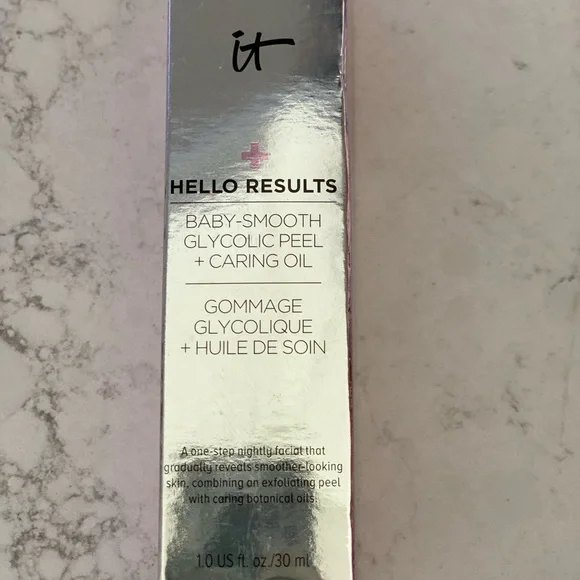 it
HELLO RESULTS
BABY-SMOOTH
GLYCOLIC PEEL
+ CARING OIL
GOMMAGE
GLYCOLIQUE
+ HUILE DE SOIN
A one-step nightly facial that
gradually reveals smoother-looking
skin, combining an exfoliating peel
with caring botanical oils.
1.0 US fl. oz./30 ml